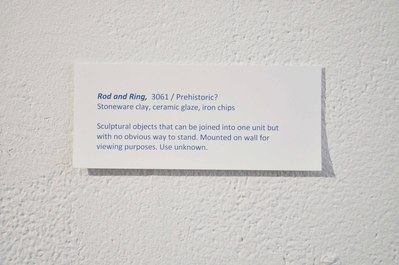 Rod and Ring, 3061 / Prehistoric?
Stoneware clay, ceramic glaze, iron chips
Sculptural objects that can be joined into one unit but
with no obvious way to stand. Mounted on wall for
viewing purposes. Use unknown.